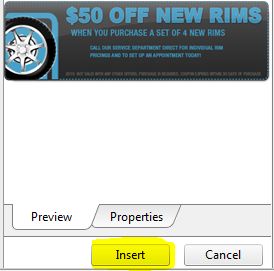 $50 OFF NEW RIMS
WHEN YOU PURCHASE A SET OF 4 NEW RIMS
CALL OUR SERVICE DEPARTMENT DIRECT FOR INDIVIDUAL RIM
PRICINGS AND TO SET UP AN APPOINTMENT TODAY!
Preview
Properties
Insert
Cancel